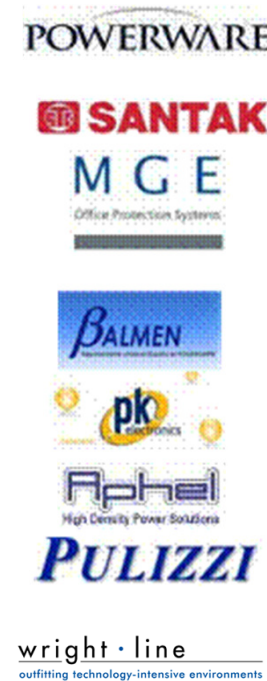 POWERWARE
SANTAK
M G E
Office Protection Systems
βALMEN
pk
electronics
Aphel
High Density Power Solutions
PULIZZI
wright · line
outfitting technology-intensive environments